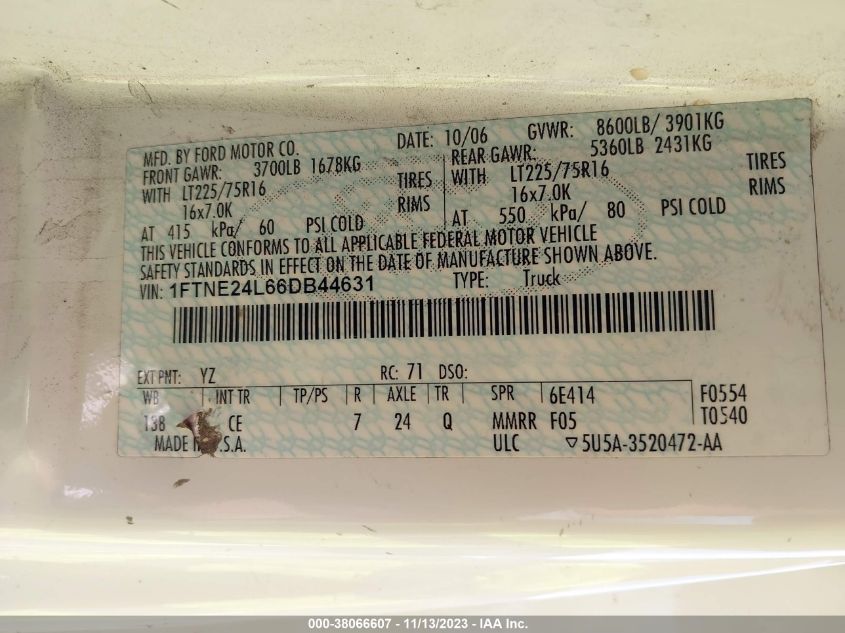 MFD. BY FORD MOTOR CO. DATE: 10/06 GVWR: 8600LB/ 3901KG
FRONT GAWR: 3700LB 1678KG REAR GAWR: 5360LB 2431KG
WITH LT225/75R16 TIRES WITH LT225/75R16 TIRES
16x7.0K RIMS 16x7.0K RIMS
AT 415 kPa/ 60 PSI COLD AT 550 kPa/ 80 PSI COLD
THIS VEHICLE CONFORMS TO ALL APPLICABLE FEDERAL MOTOR VEHICLE
SAFETY STANDARDS IN EFFECT ON THE DATE OF MANUFACTURE SHOWN ABOVE.
VIN: 1FTNE24L66DB44631 TYPE: Truck
EXT PNT: YZ RC: 71 DSO:
WB INT TR TP/PS R AXLE TR SPR 6E414 F0554
138 CE 7 24 Q MMRR F05 T0540
MADE .S.A. ULC ▽5U5A-3520472-AA
000-38066607 - 11/13/2023 - IAA Inc.